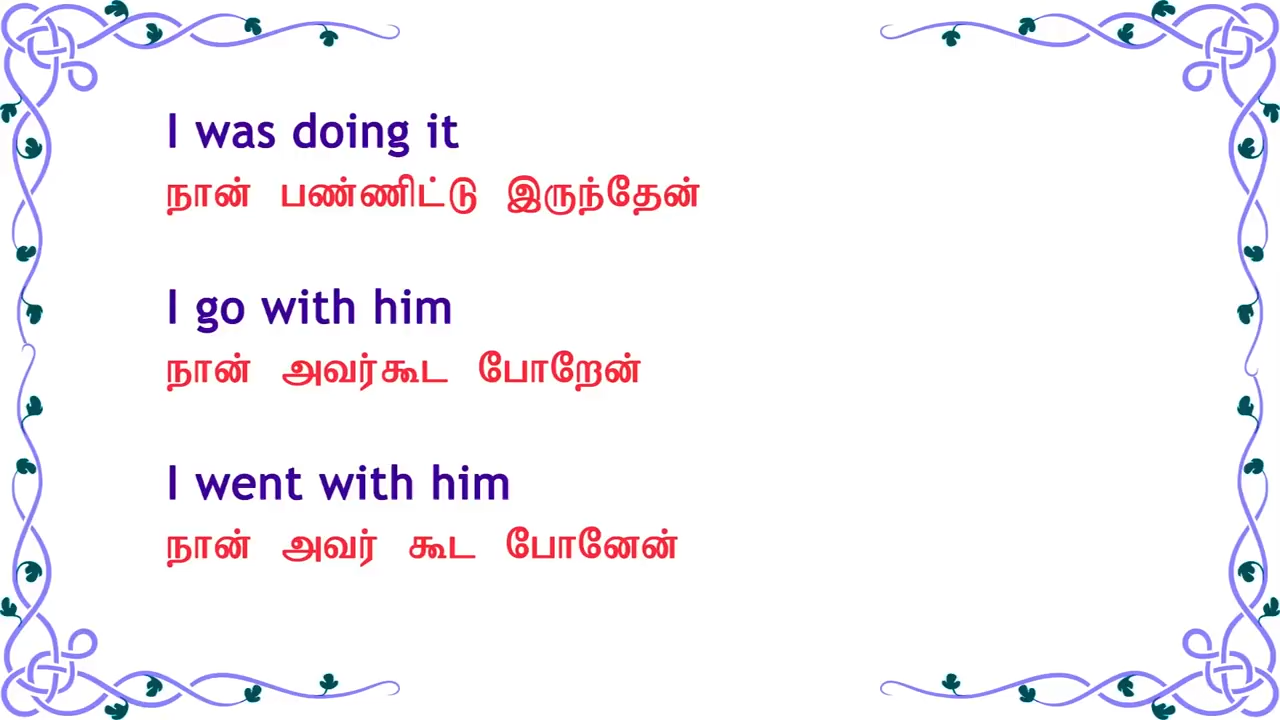 I was doing it
நான் பண்ணிட்டு இருந்தேன்
I go with him
நான் அவர்கூட போறேன்
I went with him
நான் அவர் கூட போனேன்